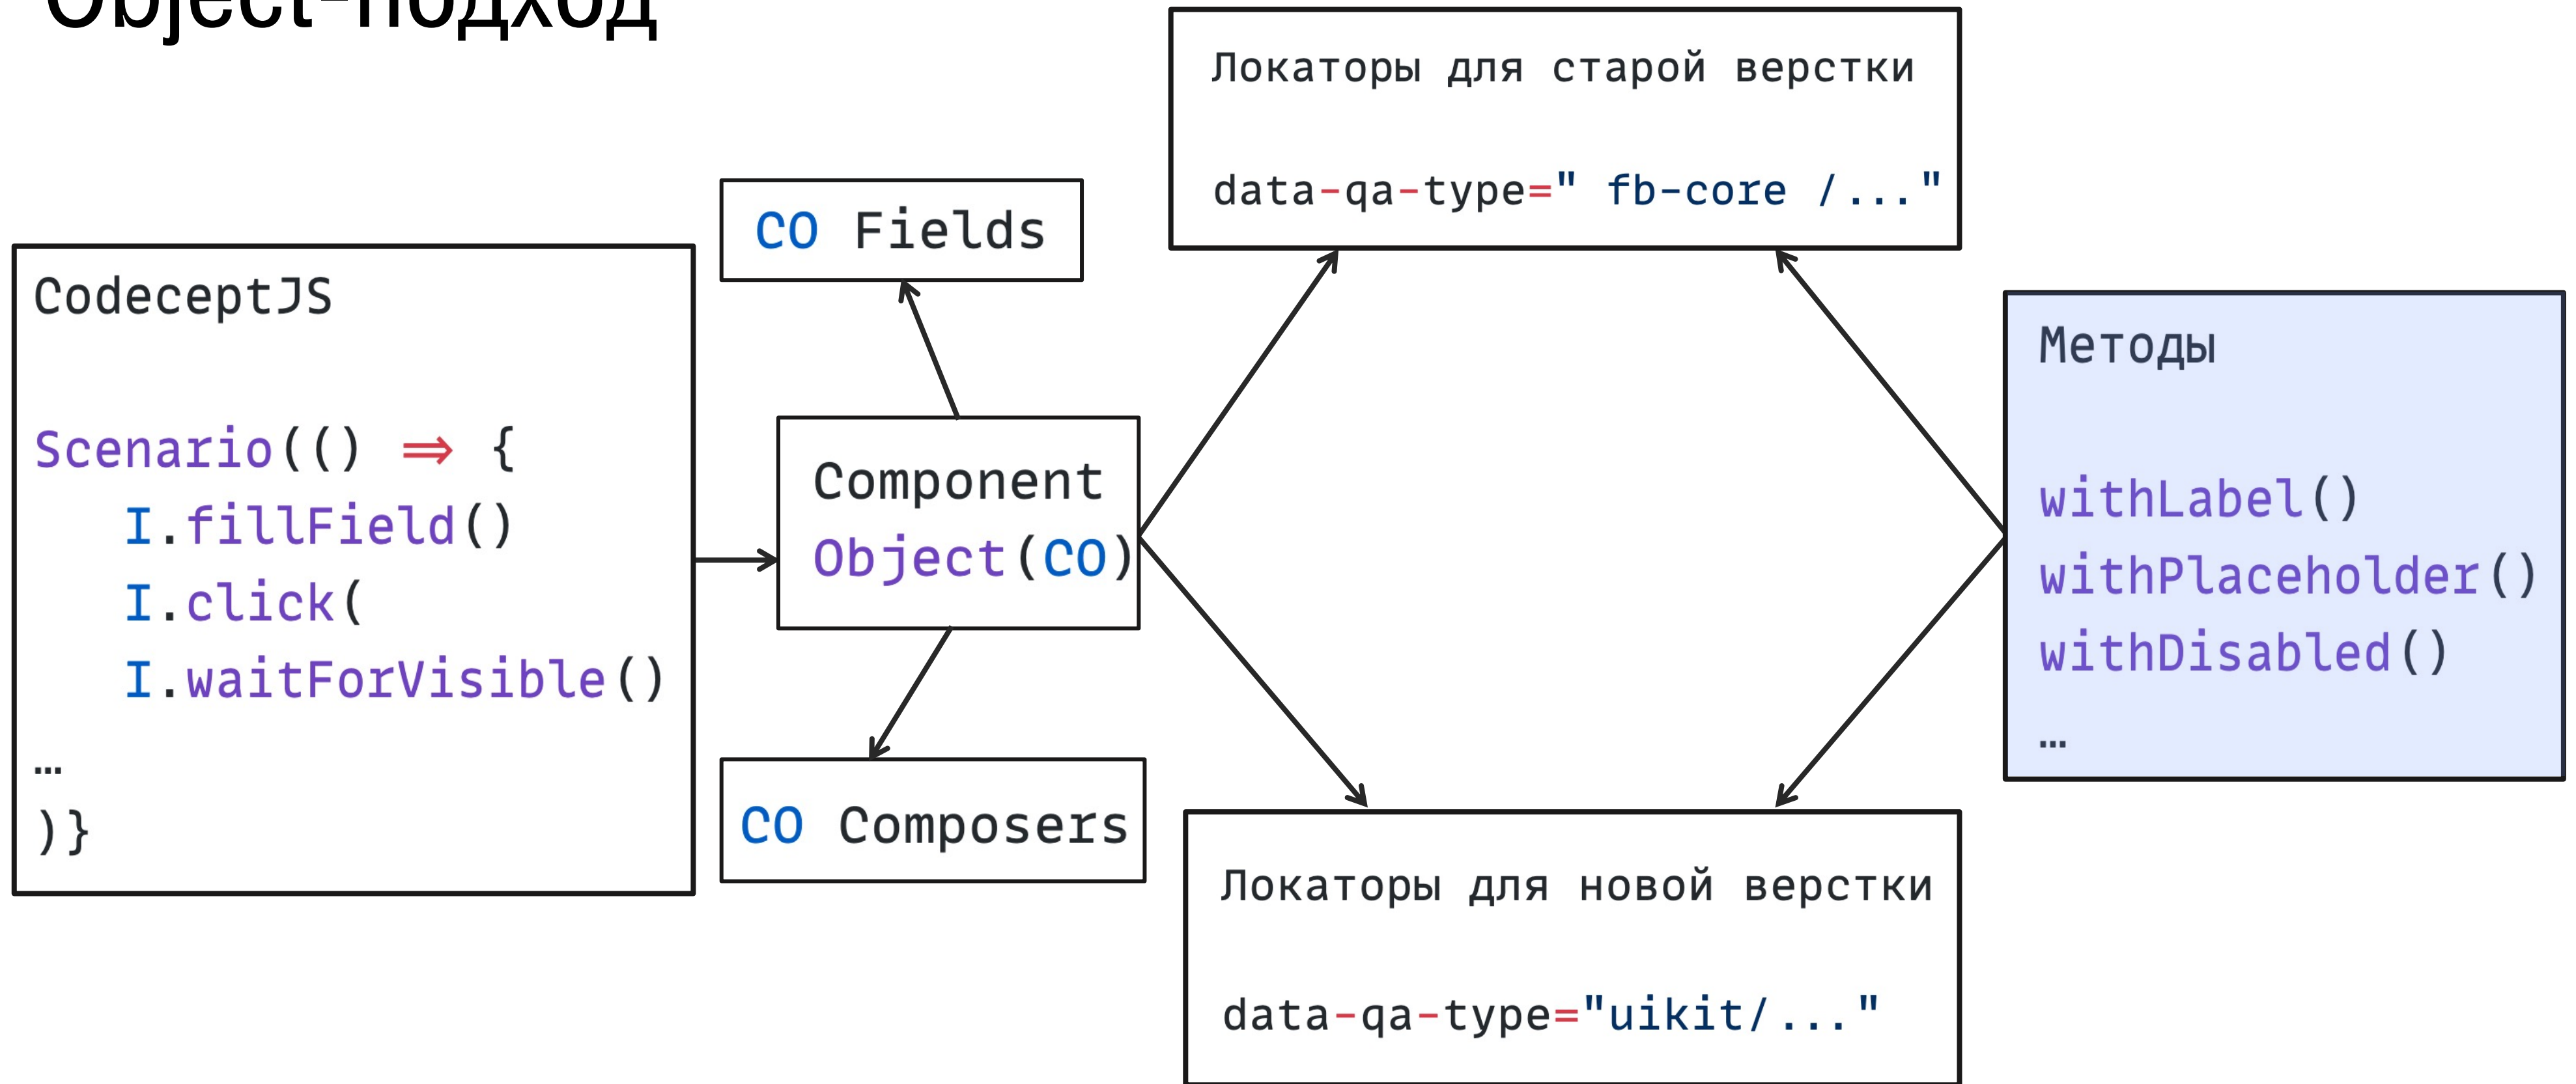 Object-подход
CodeceptJS
Scenario(() => {
I.fillField()
I.click(
I.waitForVisible()
…
)}
CO Fields
Component
Object(CO)
CO Composers
Локаторы для старой верстки
data-qa-type=" fb-core /..."
Локаторы для новой верстки
data-qa-type="uikit/..."
Методы
withLabel()
withPlaceholder()
withDisabled()
…